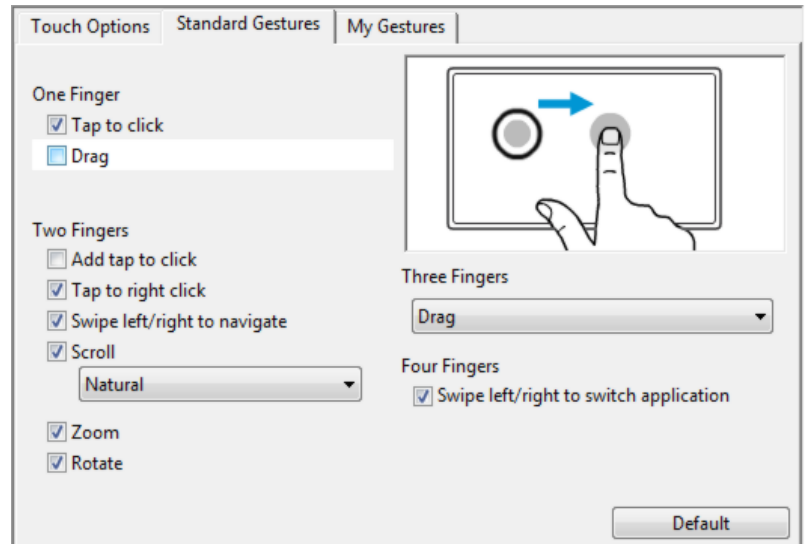 Touch Options
Standard Gestures
My Gestures
One Finger
Tap to click
Drag
Two Fingers
Add tap to click
Tap to right click
Swipe left/right to navigate
Scroll
Natural
Zoom
Rotate
Three Fingers
Drag
Four Fingers
Swipe left/right to switch application
Default